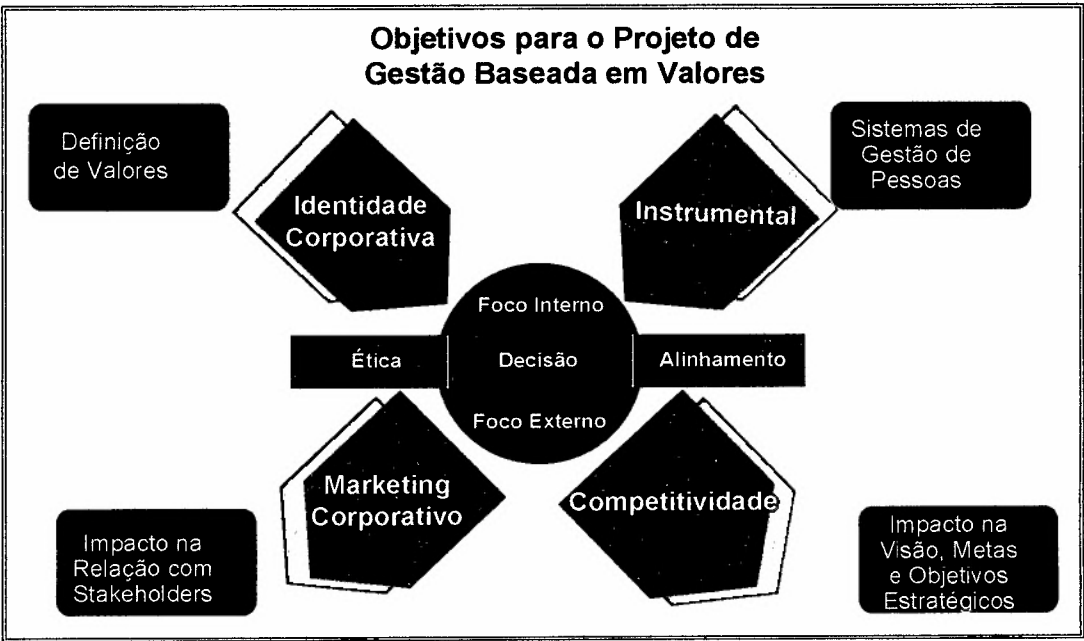 Objetivos para o Projeto de
Gestão Baseada em Valores
Definição
de Valores
Identidade
Corporativa
Instrumental
Sistemas de
Gestão de
Pessoas
Foco Interno
Ética
Decisão
Alinhamento
Foco Externo
Marketing
Corporativo
Competitividade
Impacto na
Relação com
Stakeholders
Impacto na
Visão, Metas
e Objetivos
Estratégicos